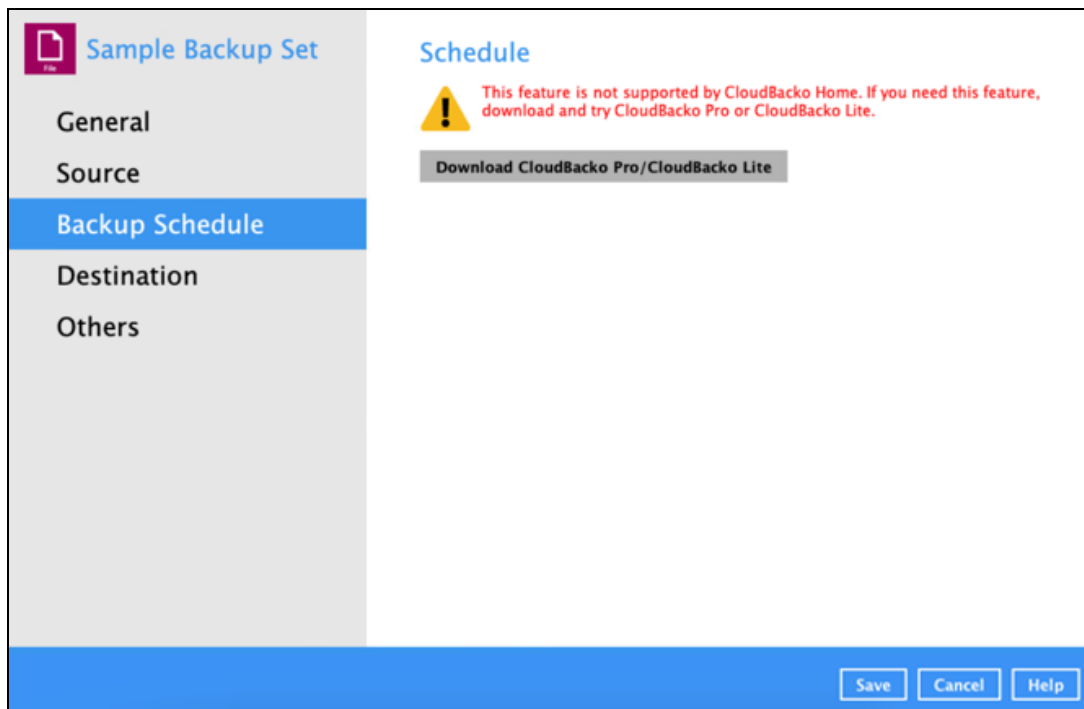 File
Sample Backup Set
General
Source
Backup Schedule
Destination
Others
Schedule
This feature is not supported by CloudBacko Home. If you need this feature,
download and try CloudBacko Pro or CloudBacko Lite.
Download CloudBacko Pro/CloudBacko Lite
Save
Cancel
Help